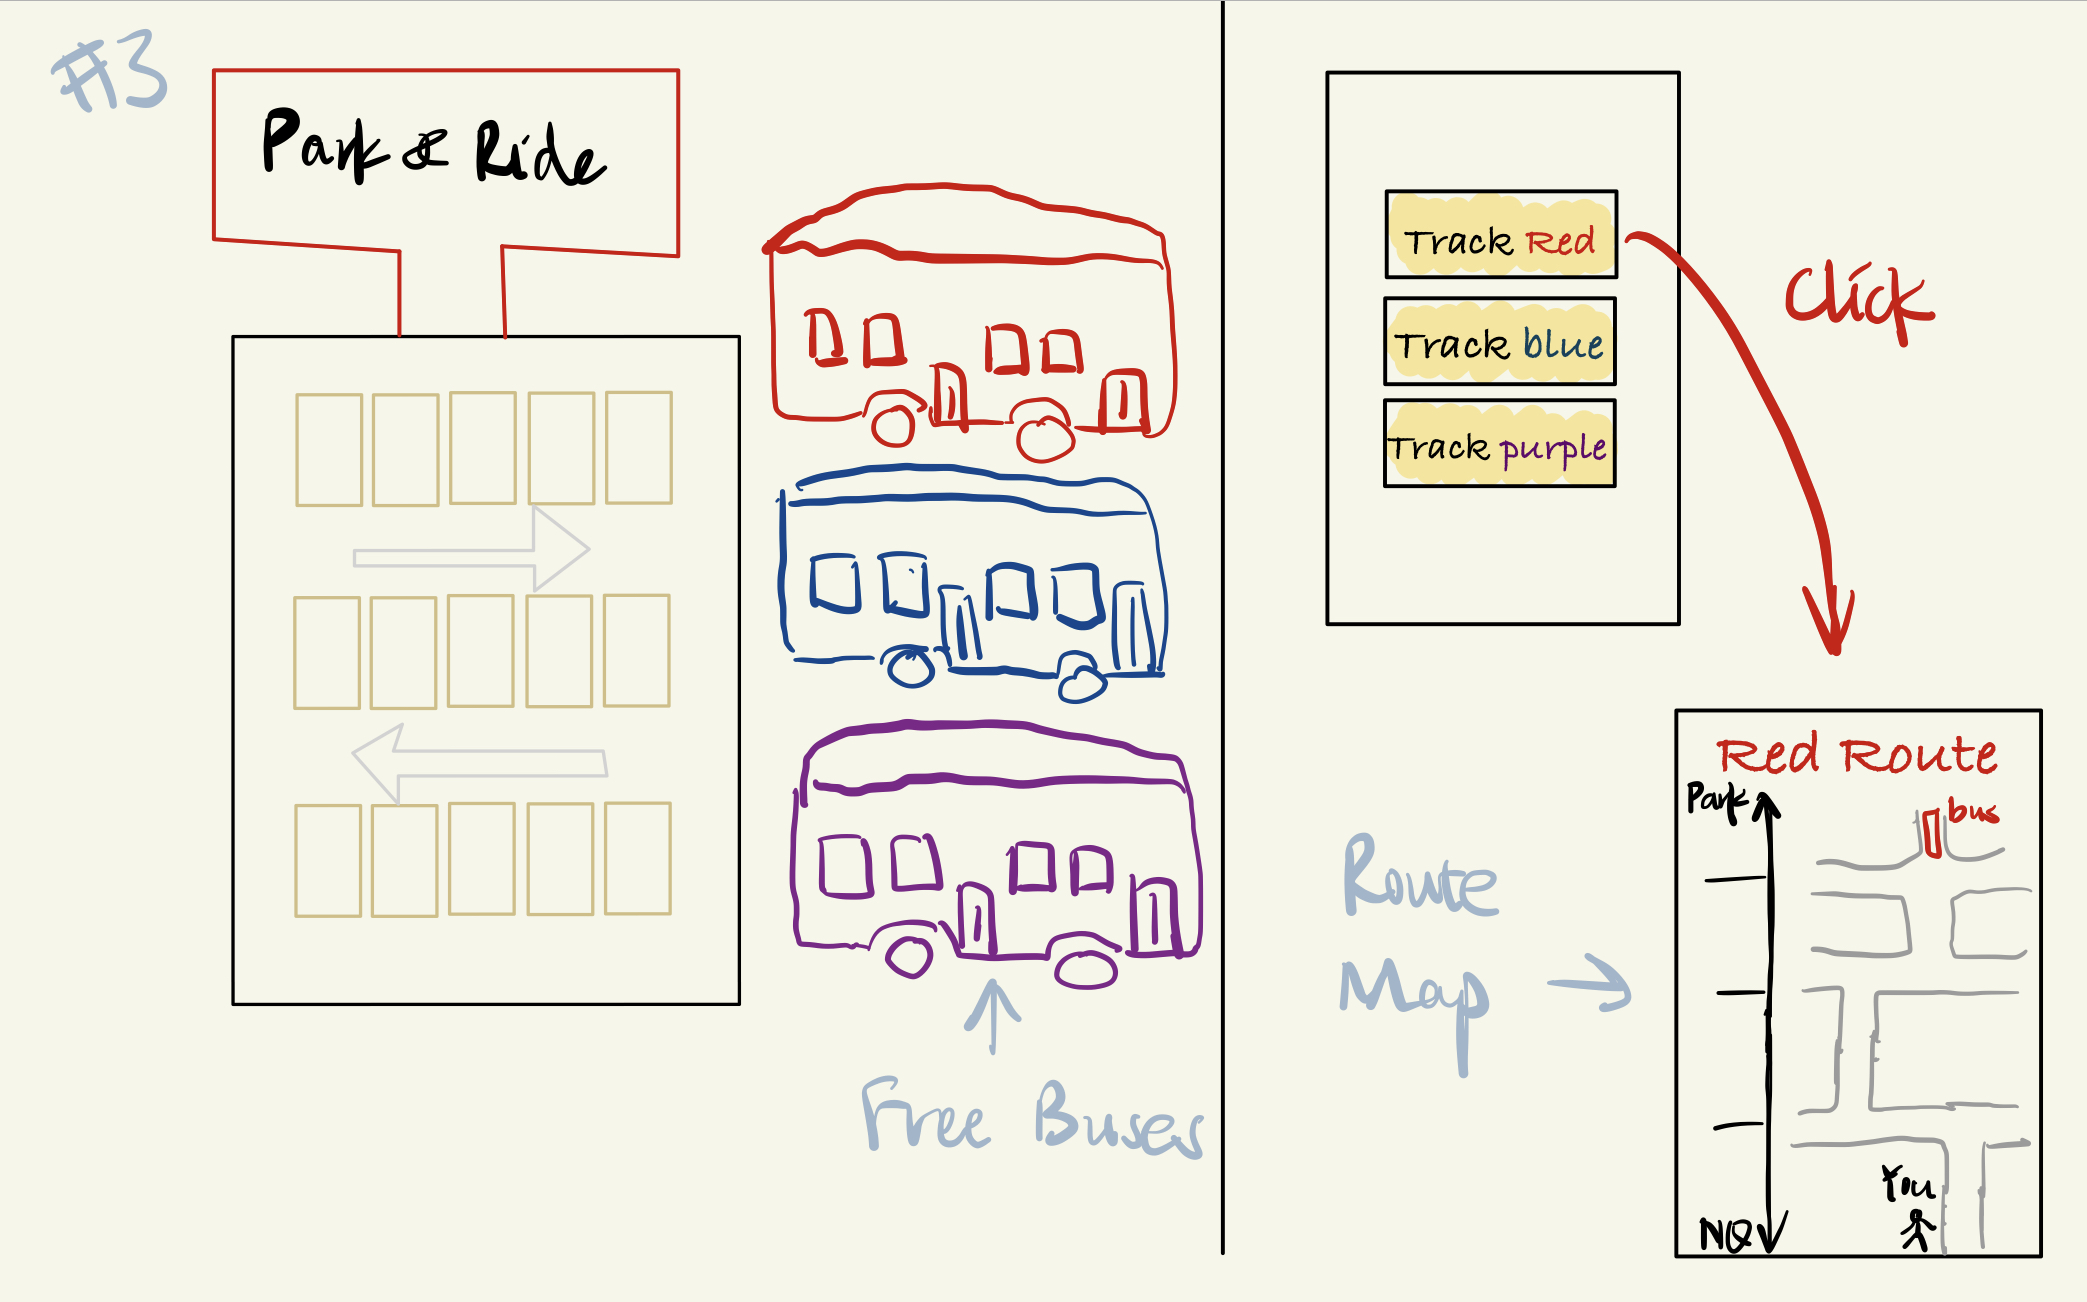 #3
Park & Ride
Free Buses
Track Red
Track blue
Track purple
Click
Route
Map
Red Route
Park
bus
You
NQ